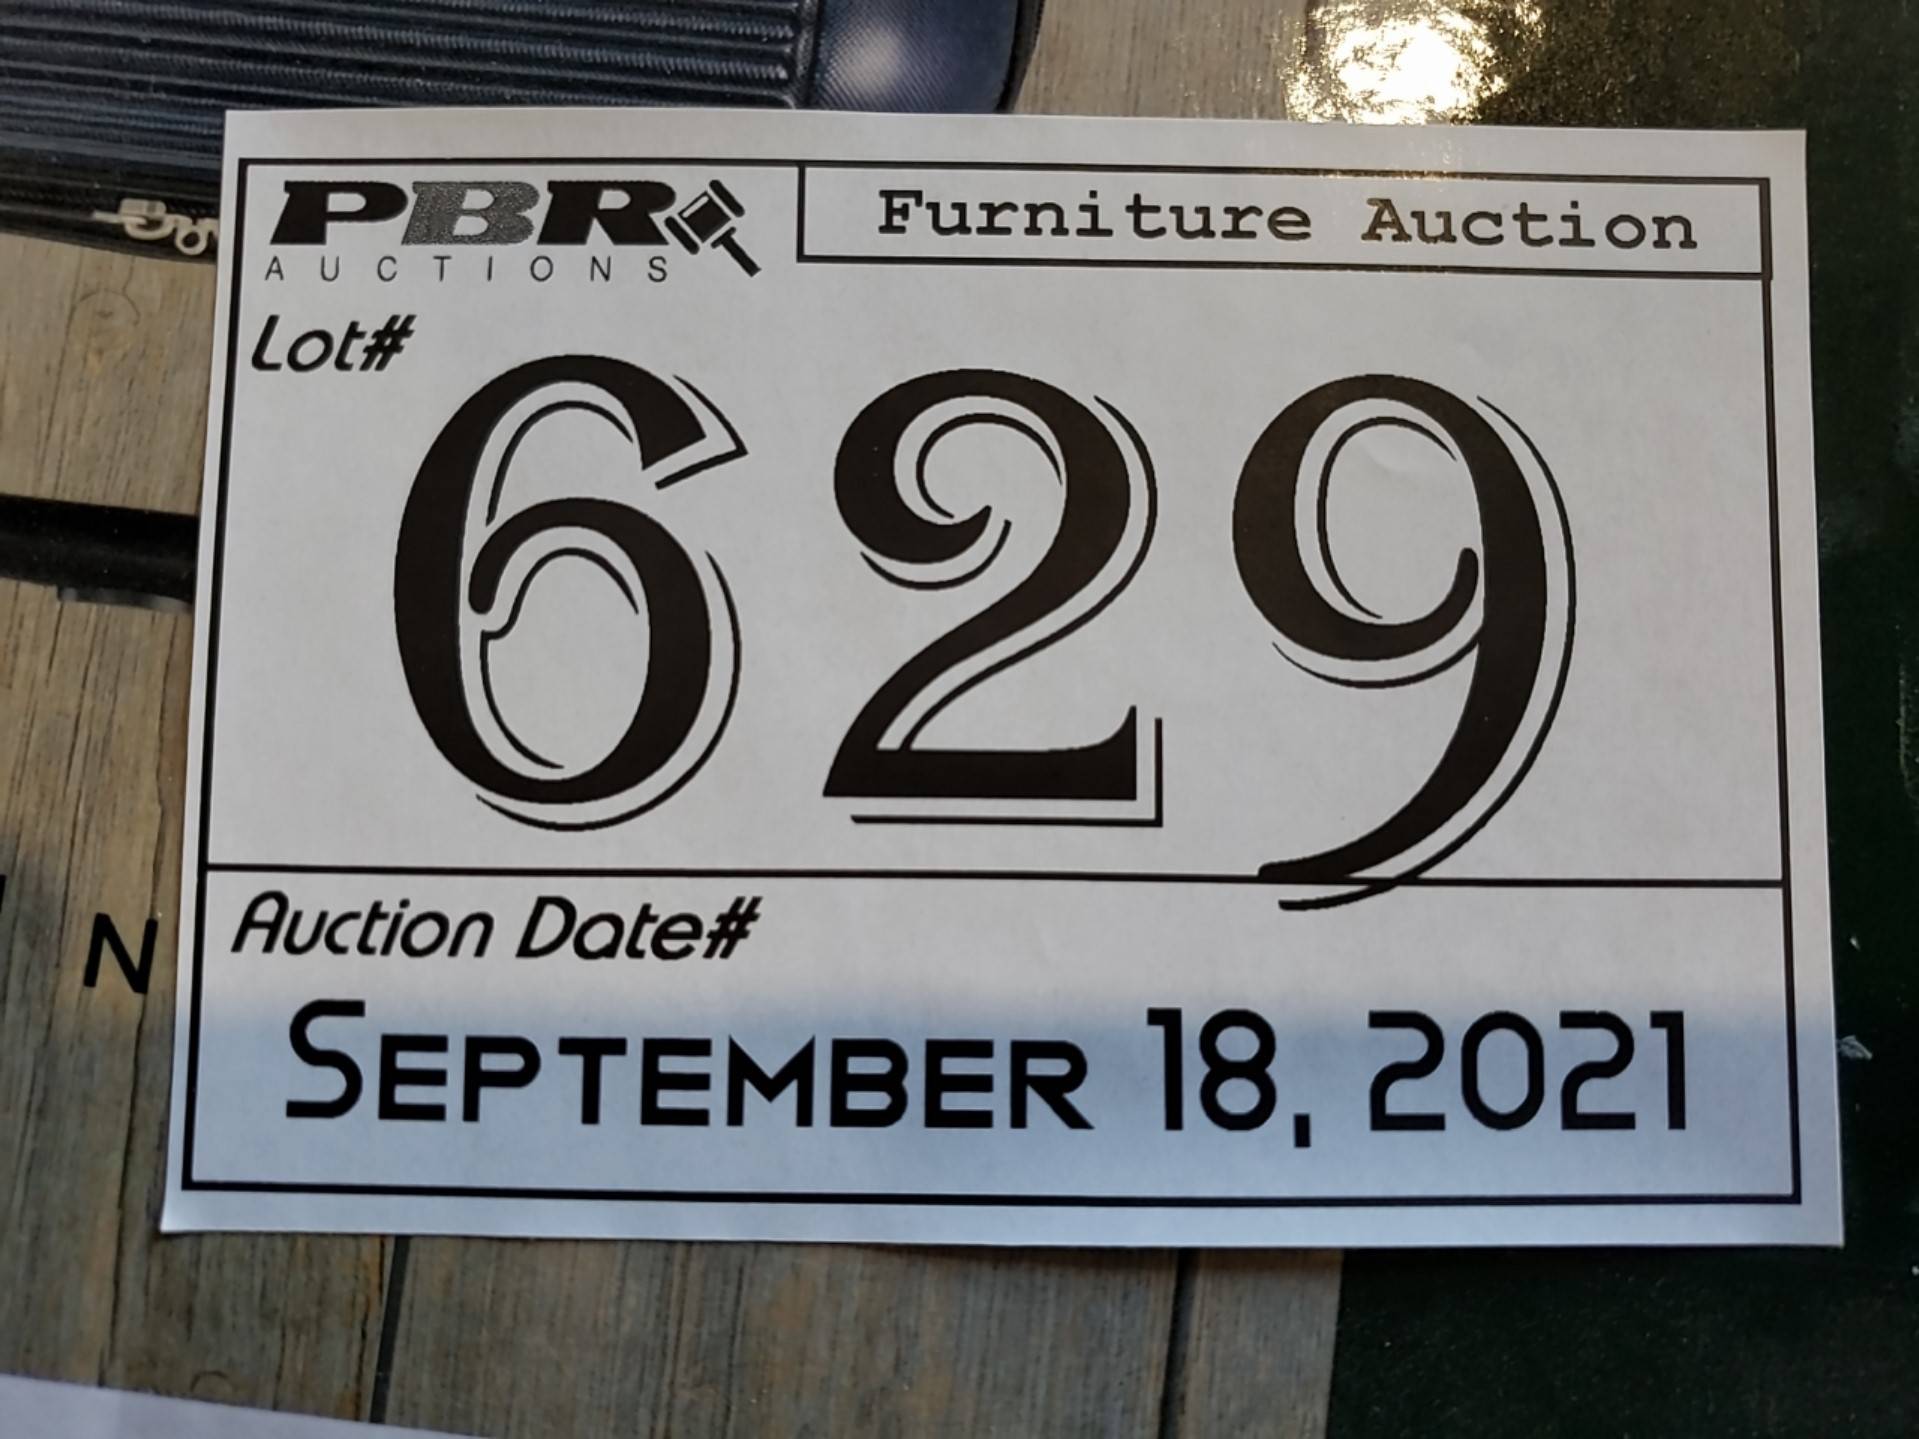 PBR
AUCTIONS
Furniture Auction
Lot#
629
Auction Date#
SEPTEMBER 18, 2021
N